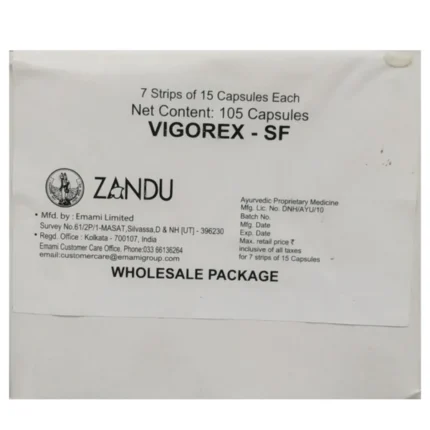 7 Strips of 15 Capsules Each
Net Content: 105 Capsules
VIGOREX - SF
ZANDU
• Mfd. by : Emami Limited
Survey No.61/2P/1-MASAT,Silvassa,D & NH [UT] - 396230
• Regd. Office : Kolkata - 700107, India
Emami Customer Care Office. Phone:033 66136264
email:customercare@emamigroup.com
Ayurvedic Proprietary Medicine
Mfg. Lic. No. DNH/AYU/10
Batch No.
Mfg. Date
Exp. Date
Max. retail price ₹
inclusive of all taxes
for 7 strips of 15 Capsules
WHOLESALE PACKAGE